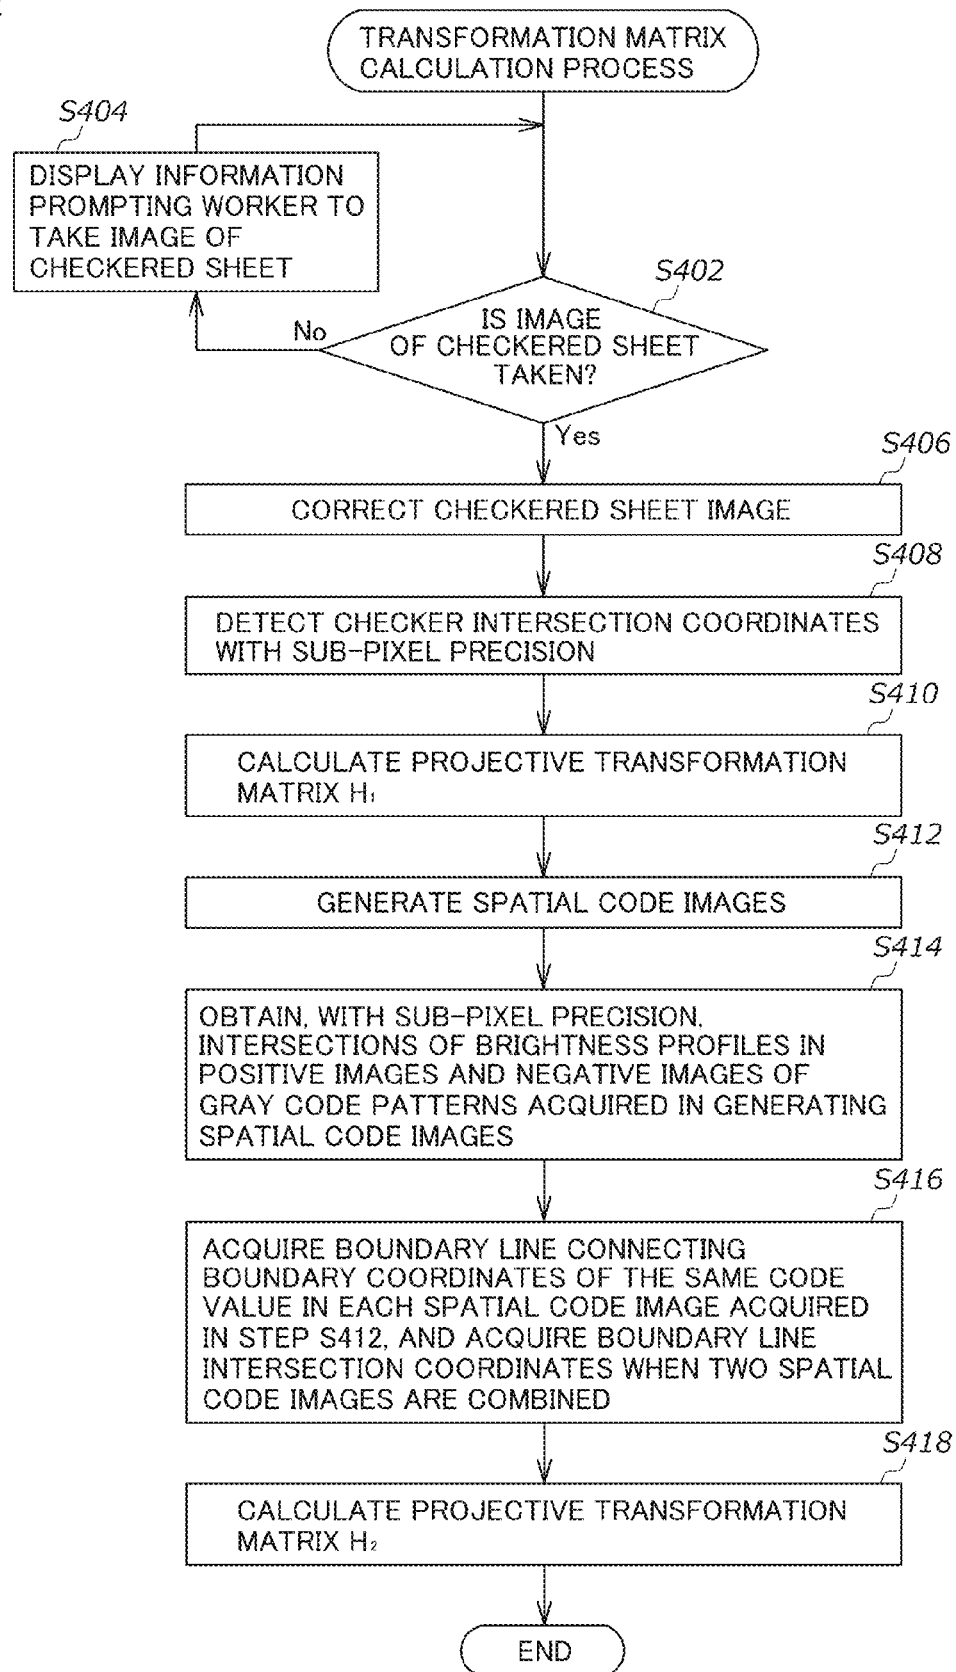 TRANSFORMATION MATRIX
CALCULATION PROCESS
S404
DISPLAY INFORMATION
PROMPTING WORKER TO
TAKE IMAGE OF
CHECKERED SHEET
S402
IS IMAGE
OF CHECKERED SHEET
TAKEN?
No
Yes
S406
CORRECT CHECKERED SHEET IMAGE
S408
DETECT CHECKER INTERSECTION COORDINATES
WITH SUB-PIXEL PRECISION
S410
CALCULATE PROJECTIVE TRANSFORMATION
MATRIX H₁
S412
GENERATE SPATIAL CODE IMAGES
S414
OBTAIN, WITH SUB-PIXEL PRECISION,
INTERSECTIONS OF BRIGHTNESS PROFILES IN
POSITIVE IMAGES AND NEGATIVE IMAGES OF
GRAY CODE PATTERNS ACQUIRED IN GENERATING
SPATIAL CODE IMAGES
S416
ACQUIRE BOUNDARY LINE CONNECTING
BOUNDARY COORDINATES OF THE SAME CODE
VALUE IN EACH SPATIAL CODE IMAGE ACQUIRED
IN STEP S412, AND ACQUIRE BOUNDARY LINE
INTERSECTION COORDINATES WHEN TWO SPATIAL
CODE IMAGES ARE COMBINED
S418
CALCULATE PROJECTIVE TRANSFORMATION
MATRIX H₂
END